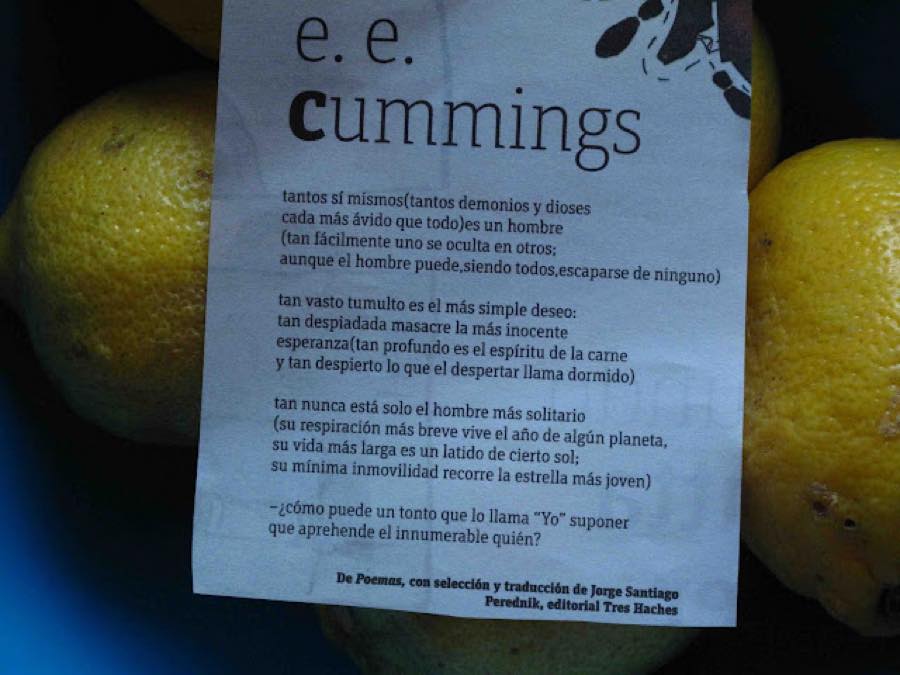 e. e.
cummings
tantos sí mismos(tantos demonios y dioses
cada más ávido que todo)es un hombre
(tan fácilmente uno se oculta en otros;
aunque el hombre puede,siendo todos,escaparse de ninguno)
tan vasto tumulto es el más simple deseo:
tan despiadada masacre la más inocente
esperanza(tan profundo es el espíritu de la carne
y tan despierto lo que el despertar llama dormido)
tan nunca está solo el hombre más solitario
(su respiración más breve vive el año de algún planeta,
su vida más larga es un latido de cierto sol;
su mínima inmovilidad recorre la estrella más joven)
–¿cómo puede un tonto que lo llama “Yo” suponer
que aprehende el innumerable quién?
De Poemas, con selección y traducción de Jorge Santiago
Perednik, editorial Tres Haches